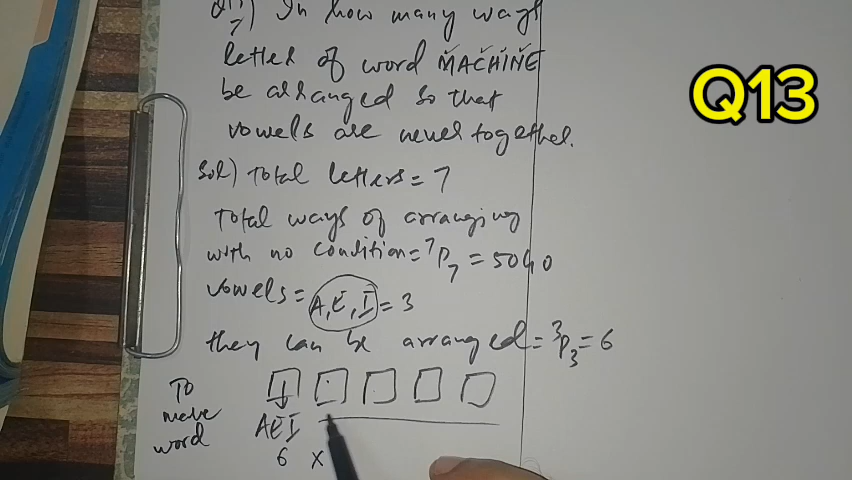 In how many ways
letter of word MACHINE
be arranged so that
vowels are never together.
Q13
Sol) Total letters = 7
Total ways of arranging
with no condition = ⁷P₇ = 5040
vowels = A, E, I = 3
they can be arranged = ³P₃ = 6
To
make
word
AEI
6 x